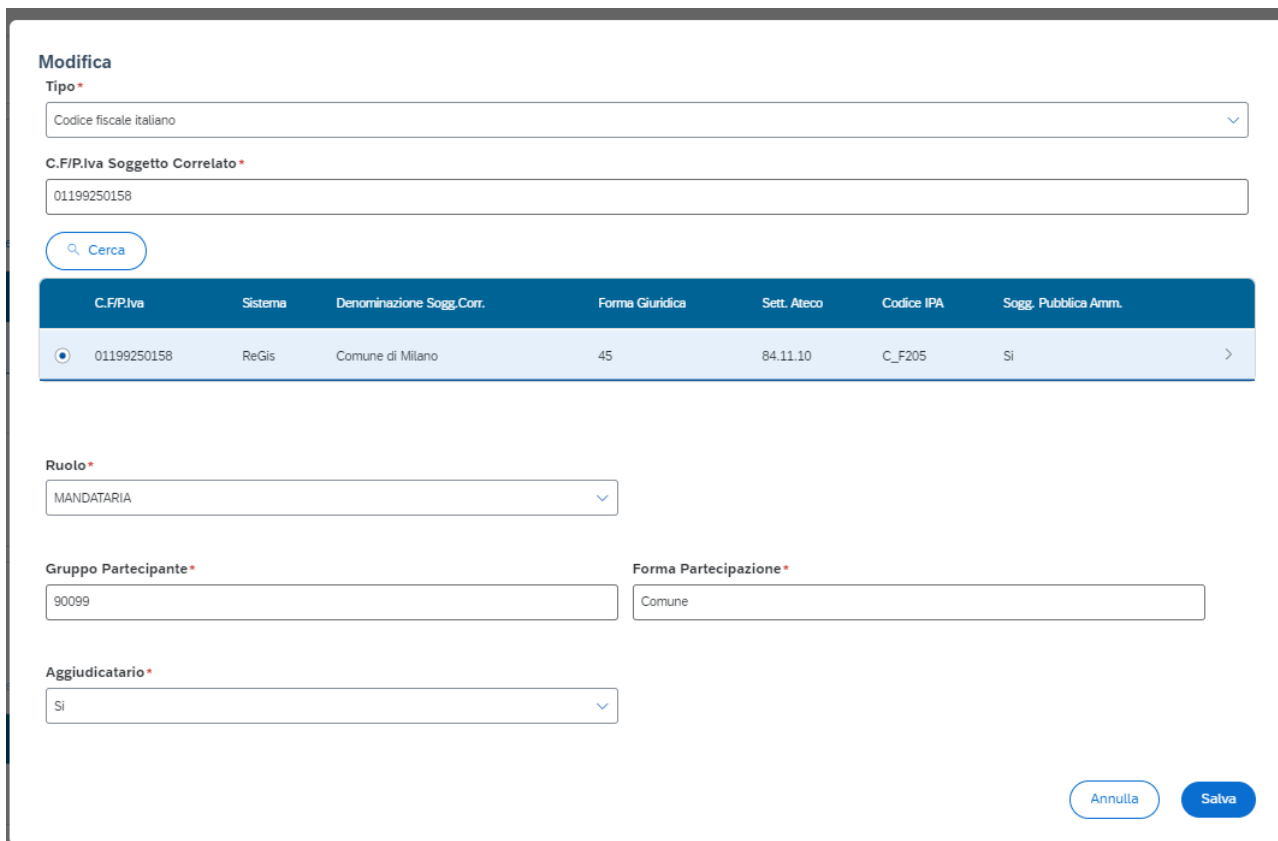 Modifica
Tipo*
Codice fiscale italiano
C.F/P.Iva Soggetto Correlato*
01199250158
Cerca
C.F/P.Iva Sistema Denominazione Sogg.Corr. Forma Giuridica Sett. Ateco Codice IPA Sogg. Pubblica Amm.
01199250158 ReGis Comune di Milano 45 84.11.10 C_F205 Si
Ruolo*
MANDATARIA
Gruppo Partecipante* Forma Partecipazione*
90099 Comune
Aggiudicatario*
Si
Annulla Salva